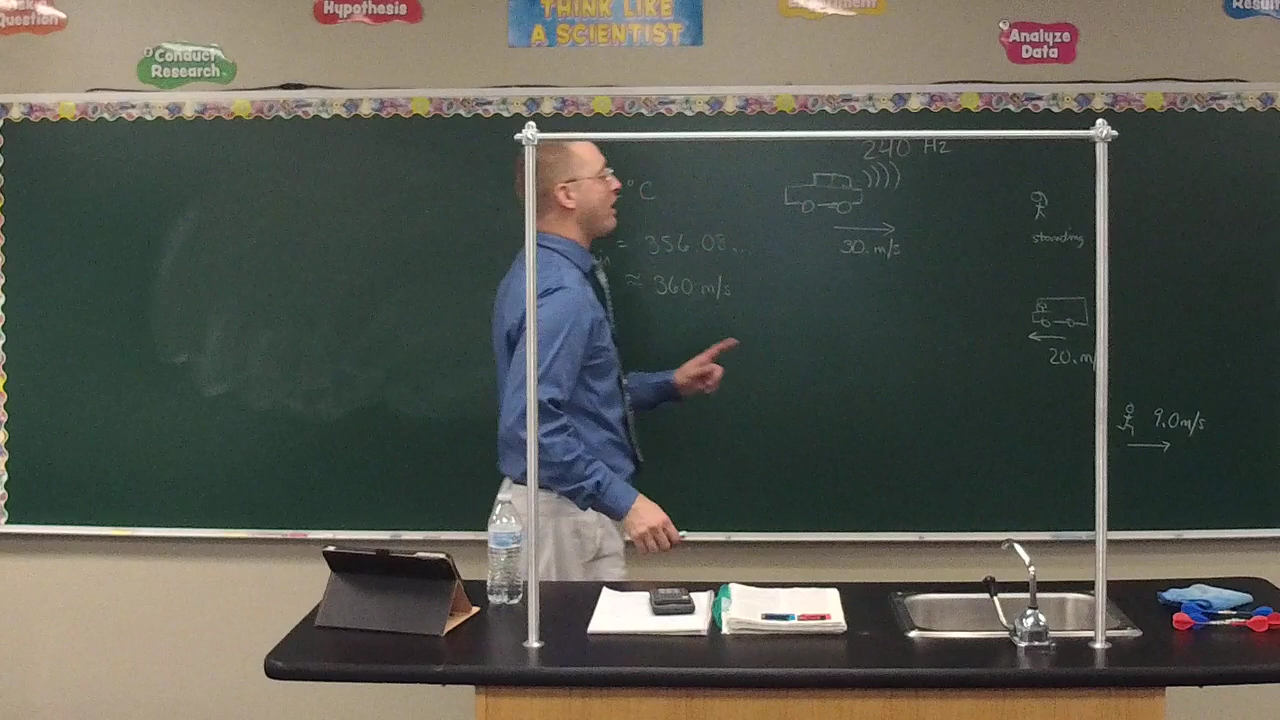 Question
Hypothesis
THINK LIKE
A SCIENTIST
Conduct
Research
Analyze
Data
240 Hz
°C
= 356.08...
≈ 360 m/s
30. m/s
standing
20. m
9.0 m/s